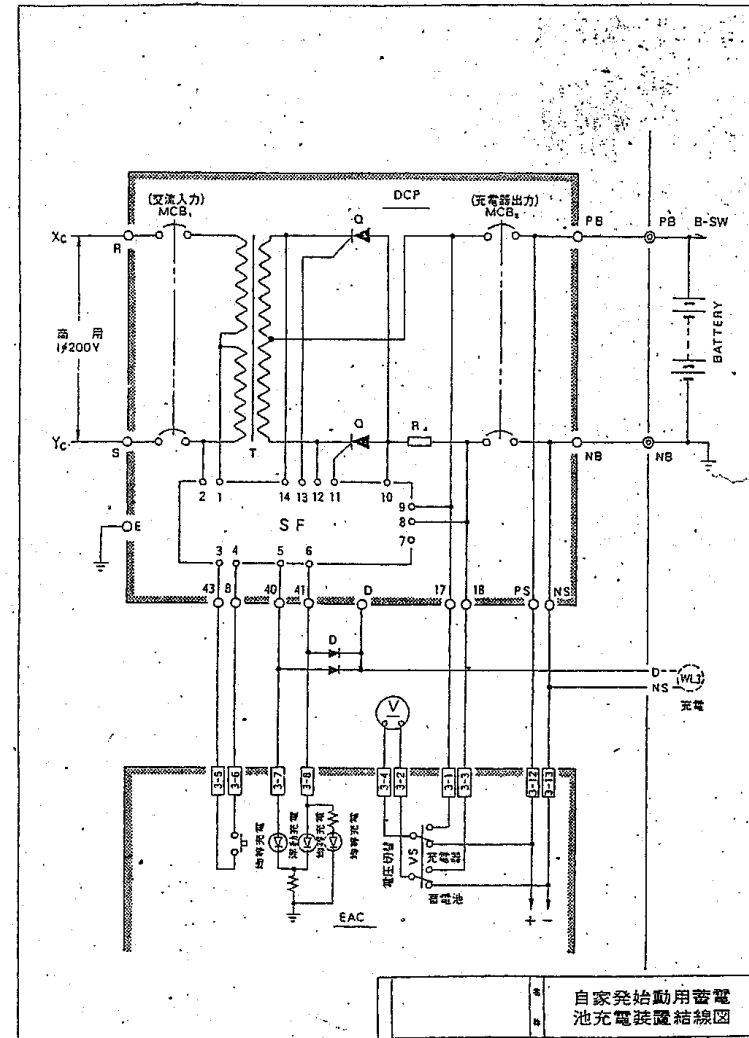 (交流入力)
MCB₁
DCP
(充電器出力)
MCB₂
Q
PB
PB
B-SW
Xc
R
商用
1φ200V
BATTERY
Q
R
Yc
S
T
NB
NB
2
1
14
13
12
11
10
9
8
7
SF
E
3
4
5
6
43
8
40
41
D
17
18
PS
NS
D
D
WL3
NS
充電
V
3-5
3-6
3-7
3-8
3-4
3-2
3-1
3-3
3-12
3-13
均等充電
浮動充電
均等充電
均等充電
電圧切替
VS
充電器
蓄電池
+
-
EAC
自家発始動用蓄電
池充電装置結線図